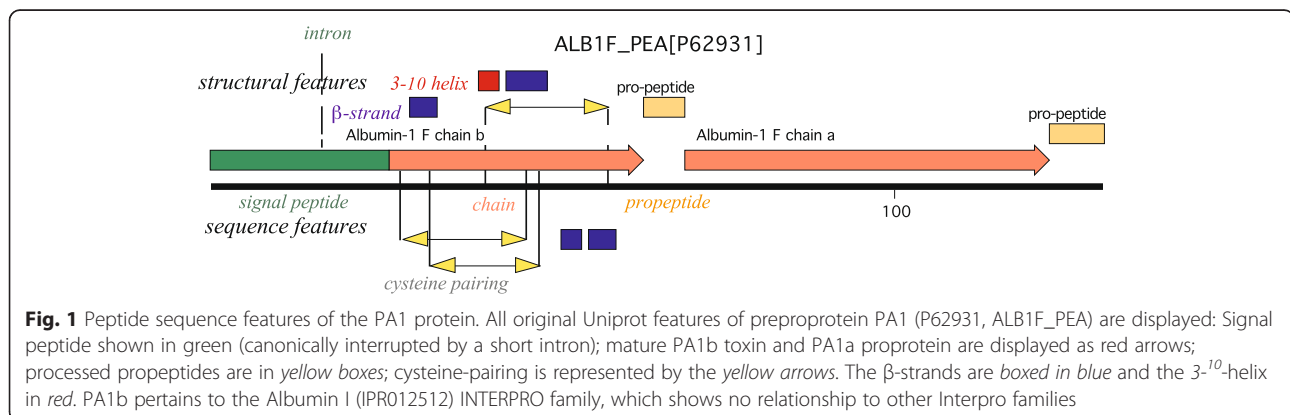 intron
ALB1F_PEA[P62931]
structural features
3-10 helix
pro-peptide
β-strand
pro-peptide
Albumin-1 F chain b
Albumin-1 F chain a
signal peptide
chain
propeptide
100
sequence features
cysteine pairing
Fig. 1 Peptide sequence features of the PA1 protein. All original Uniprot features of preproprotein PA1 (P62931, ALB1F_PEA) are displayed: Signal
peptide shown in green (canonically interrupted by a short intron); mature PA1b toxin and PA1a proprotein are displayed as red arrows;
processed propeptides are in yellow boxes; cysteine-pairing is represented by the yellow arrows. The β-strands are boxed in blue and the 3-¹⁰-helix
in red. PA1b pertains to the Albumin I (IPR012512) INTERPRO family, which shows no relationship to other Interpro families